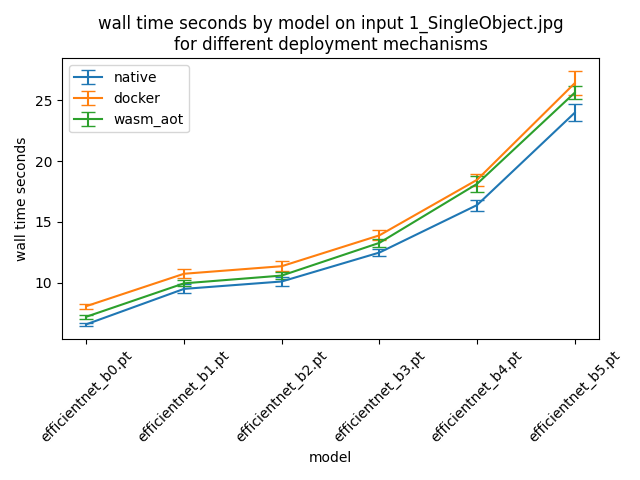 wall time seconds by model on input 1_SingleObject.jpg
for different deployment mechanisms
native
docker
wasm_aot
wall time seconds
25
20
15
10
efficientnet_b0.pt
efficientnet_b1.pt
efficientnet_b2.pt
efficientnet_b3.pt
efficientnet_b4.pt
efficientnet_b5.pt
model